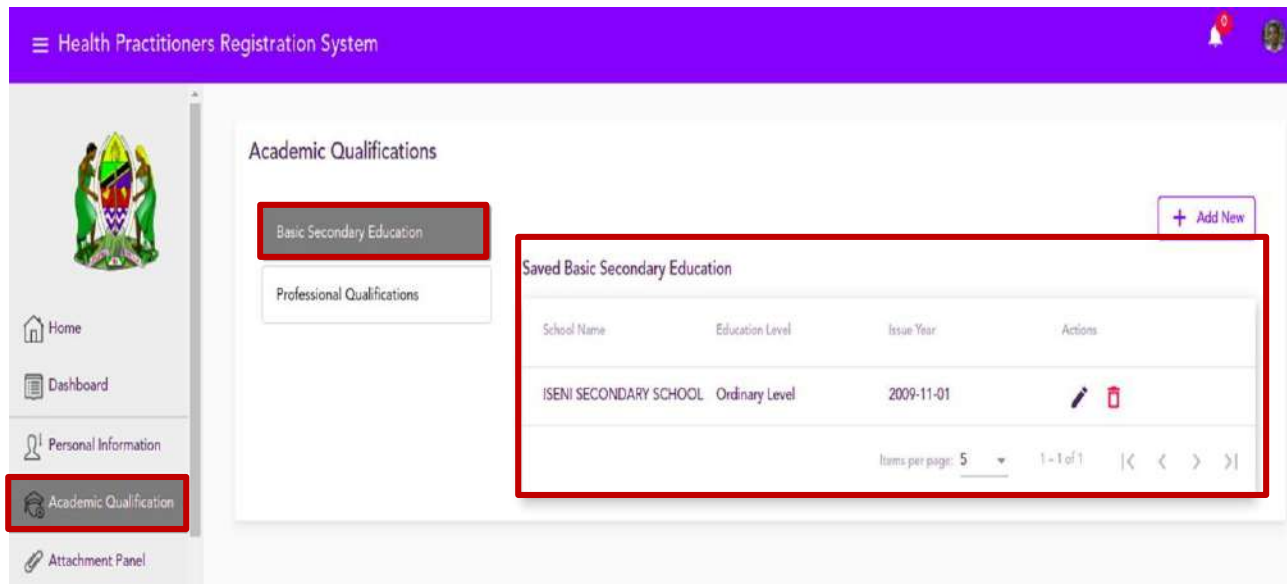 Health Practitioners Registration System
0
Home
Dashboard
Personal Information
Academic Qualification
Attachment Panel
Academic Qualifications
Basic Secondary Education
Professional Qualifications
+ Add New
Saved Basic Secondary Education
School Name Education Level Issue Year Actions
ISENI SECONDARY SCHOOL Ordinary Level 2009-11-01
Items per page: 5 1 – 1 of 1